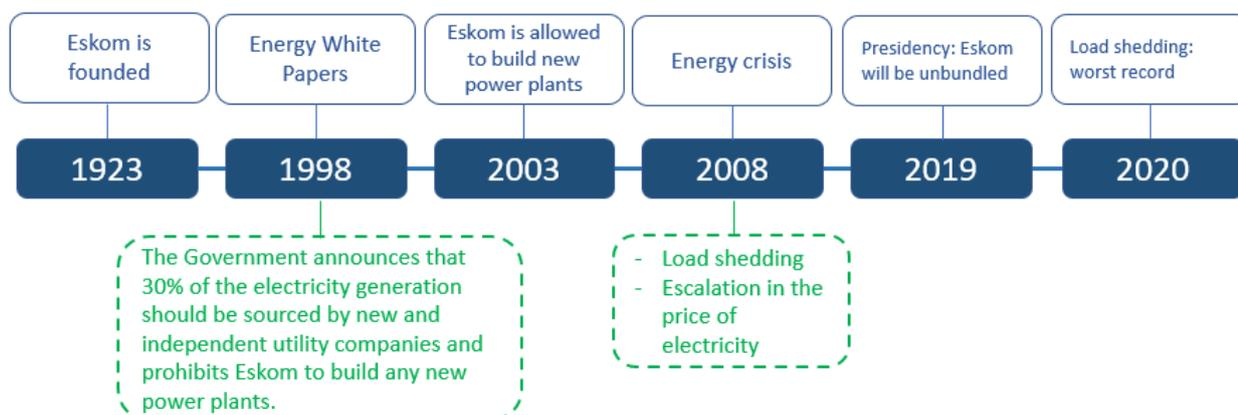 Eskom is
founded
Energy White
Papers
Eskom is allowed
to build new
power plants
Energy crisis
Presidency: Eskom
will be unbundled
Load shedding:
worst record
1923
1998
2003
2008
2019
2020
The Government announces that
30% of the electricity generation
should be sourced by new and
independent utility companies and
prohibits Eskom to build any new
power plants.
- Load shedding
- Escalation in the
price of
electricity